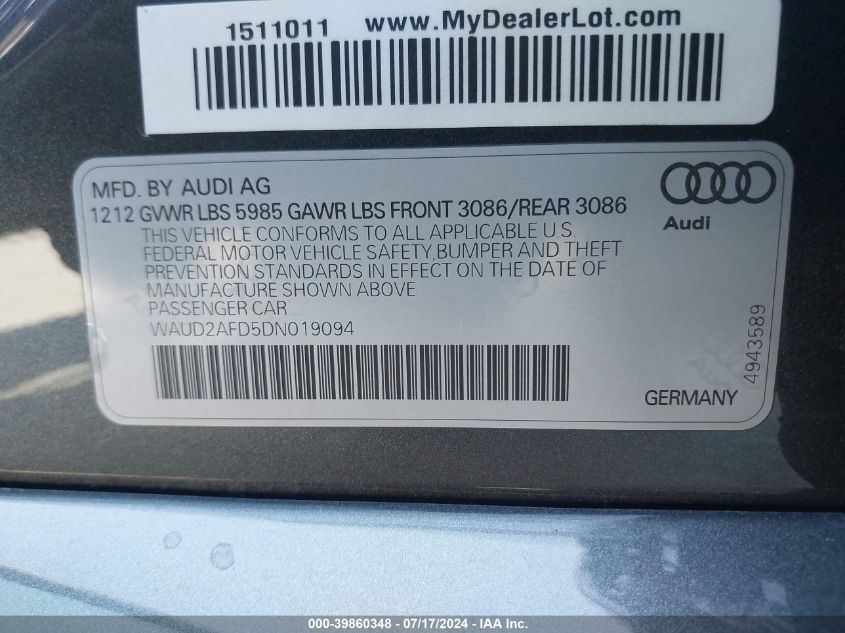 1511011 www.MyDealerLot.com
MFD. BY AUDI AG
1212 GVWR LBS 5985 GAWR LBS FRONT 3086/REAR 3086
THIS VEHICLE CONFORMS TO ALL APPLICABLE U.S.
FEDERAL MOTOR VEHICLE SAFETY,BUMPER AND THEFT
PREVENTION STANDARDS IN EFFECT ON THE DATE OF
MANUFACTURE SHOWN ABOVE
PASSENGER CAR
WAUD2AFD5DN019094
Audi
4943589
GERMANY
000-39860348 - 07/17/2024 - IAA Inc.